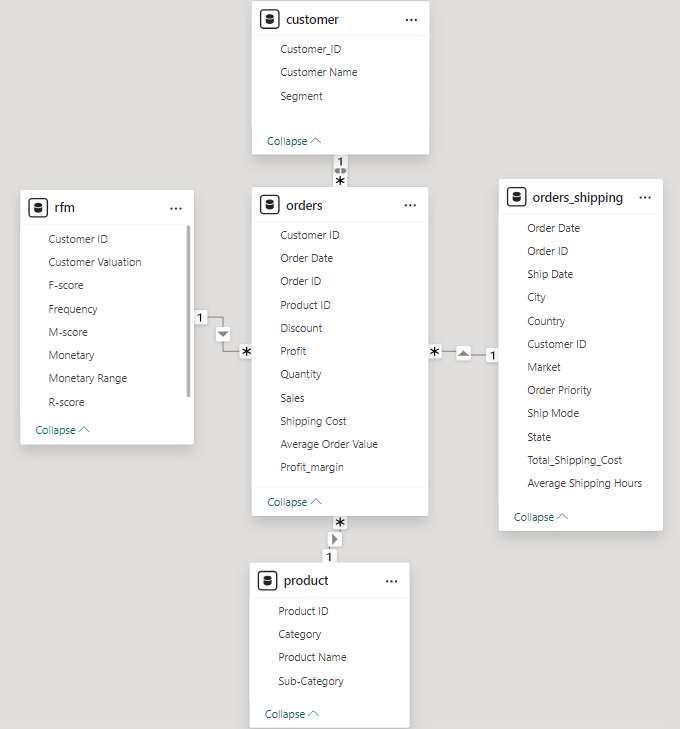 customer
Customer_ID
Customer Name
Segment
Collapse
1
*
rfm
Customer ID
Customer Valuation
F-score
Frequency
M-score
Monetary
Monetary Range
R-score
Collapse
1
*
orders
Customer ID
Order Date
Order ID
Product ID
Discount
Profit
Quantity
Sales
Shipping Cost
Average Order Value
Profit_margin
Collapse
*
1
orders_shipping
Order Date
Order ID
Ship Date
City
Country
Customer ID
Market
Order Priority
Ship Mode
State
Total_Shipping_Cost
Average Shipping Hours
Collapse
*
1
product
Product ID
Category
Product Name
Sub-Category
Collapse